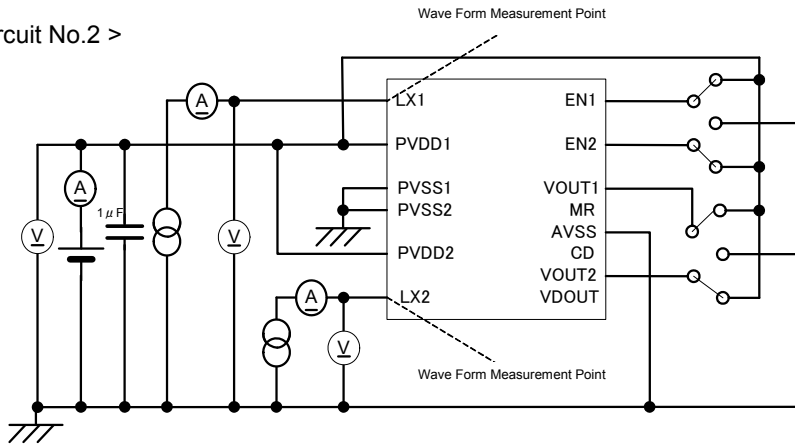 rcuit No.2 >
Wave Form Measurement Point
A
LX1
EN1
PVDD1
EN2
A
1μF
PVSS1
VOUT1
PVSS2
MR
V
V
AVSS
PVDD2
CD
VOUT2
A
LX2
VDOUT
V
Wave Form Measurement Point